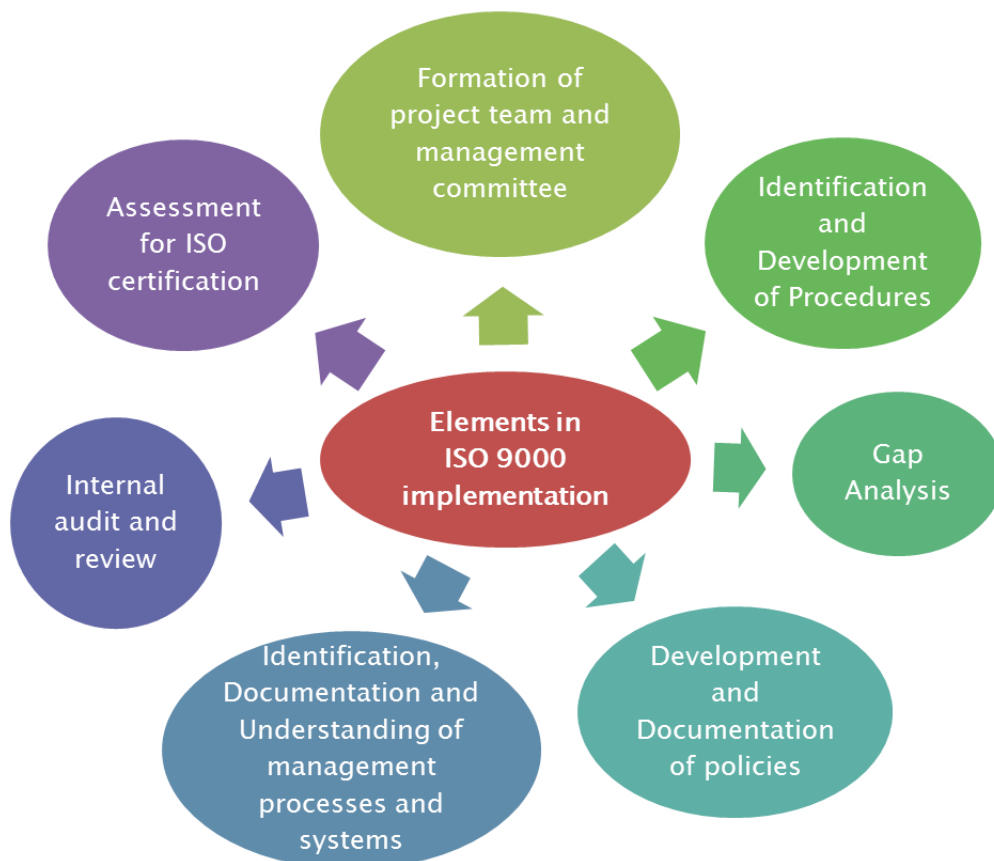 Formation of
project team and
management
committee
Identification
and
Development
of Procedures
Gap
Analysis
Development
and
Documentation
of policies
Identification,
Documentation and
Understanding of
management
processes and
systems
Internal
audit and
review
Assessment
for ISO
certification
Elements in
ISO 9000
implementation